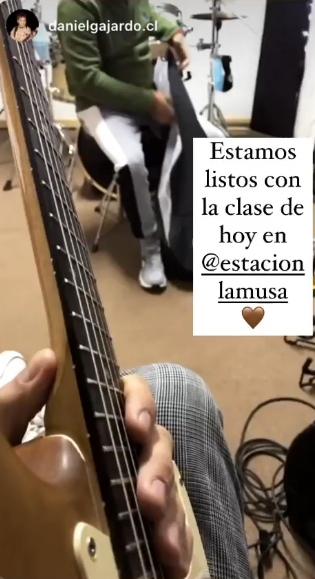 danielgajardo.cl
Estamos
listos con
la clase de
hoy en
@estacion
lamusa
🤎